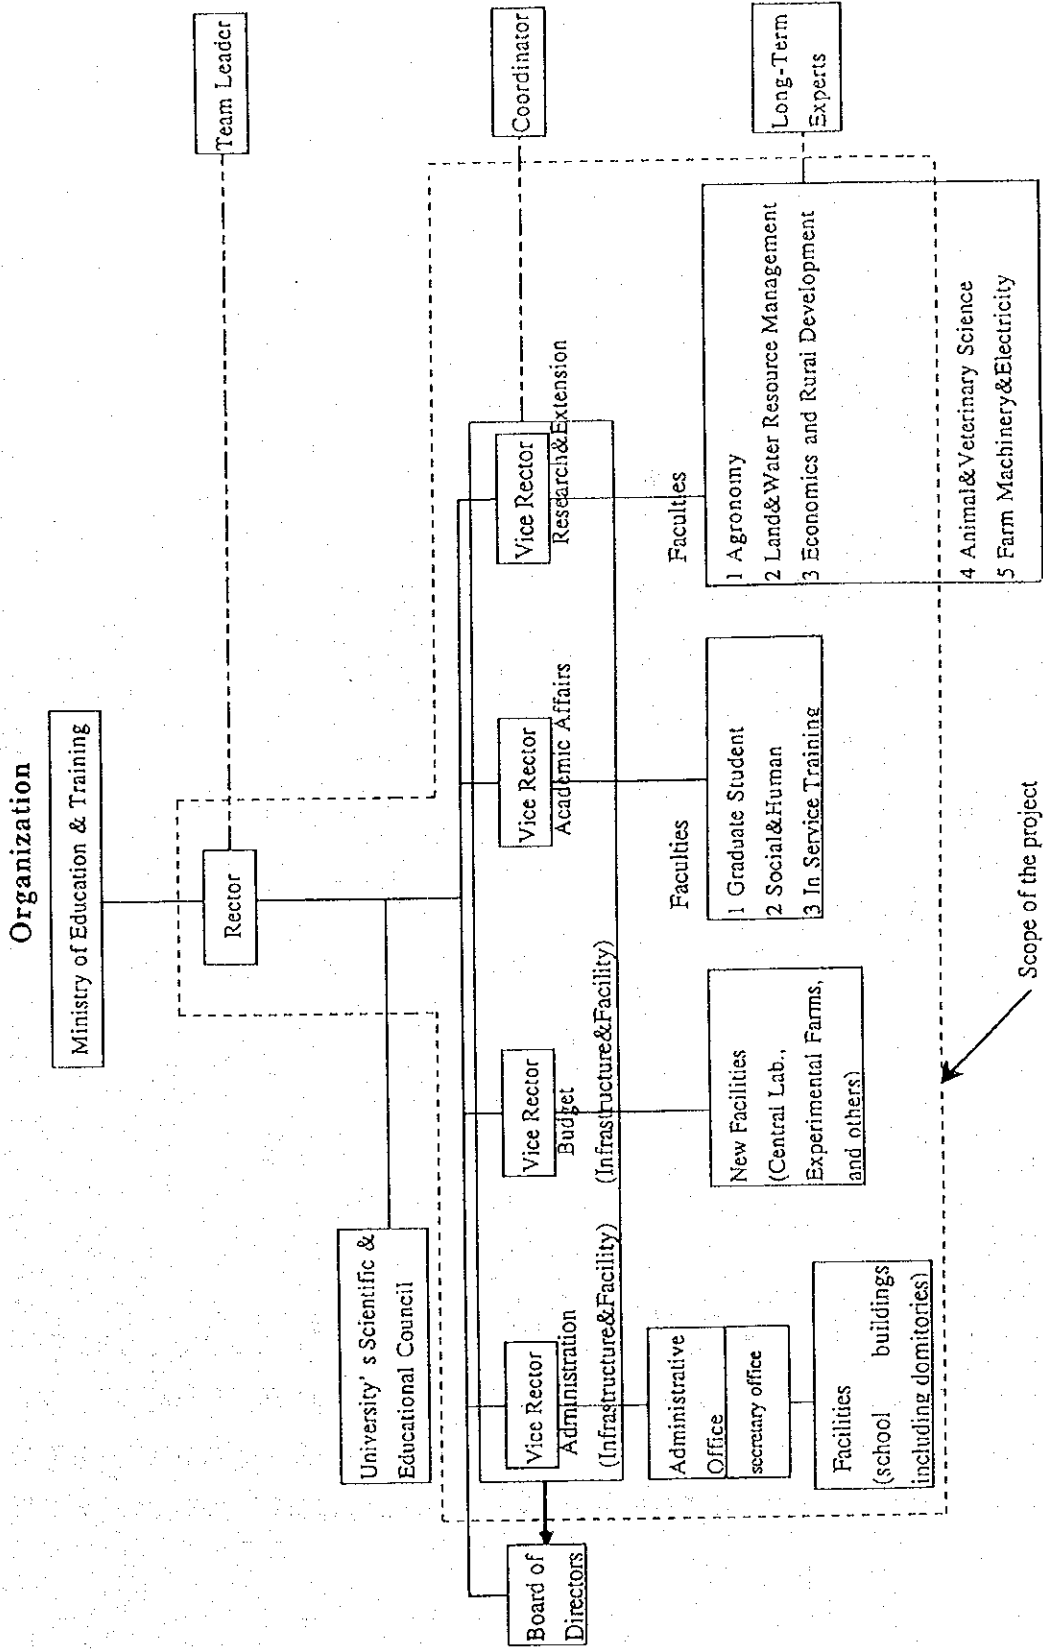 Organization
Ministry of Education & Training
Rector
Team Leader
University' s Scientific &
Educational Council
Board of
Directors
Vice Rector
Administration
(Infrastructure&Facility)
Vice Rector
Budget
(Infrastructure&Facility)
Vice Rector
Academic Affairs
Vice Rector
Research&Extension
Coordinator
Administrative
Office
secretary office
Facilities
(school buildings
including domitories)
New Facilities
(Central Lab.,
Experimental Farms,
and others)
Faculties
1 Graduate Student
2 Social&Human
3 In Service Training
Faculties
1 Agronomy
2 Land&Water Resource Management
3 Economics and Rural Development
4 Animal&Veterinary Science
5 Farm Machinery&Electricity
Long-Term
Experts
Scope of the project